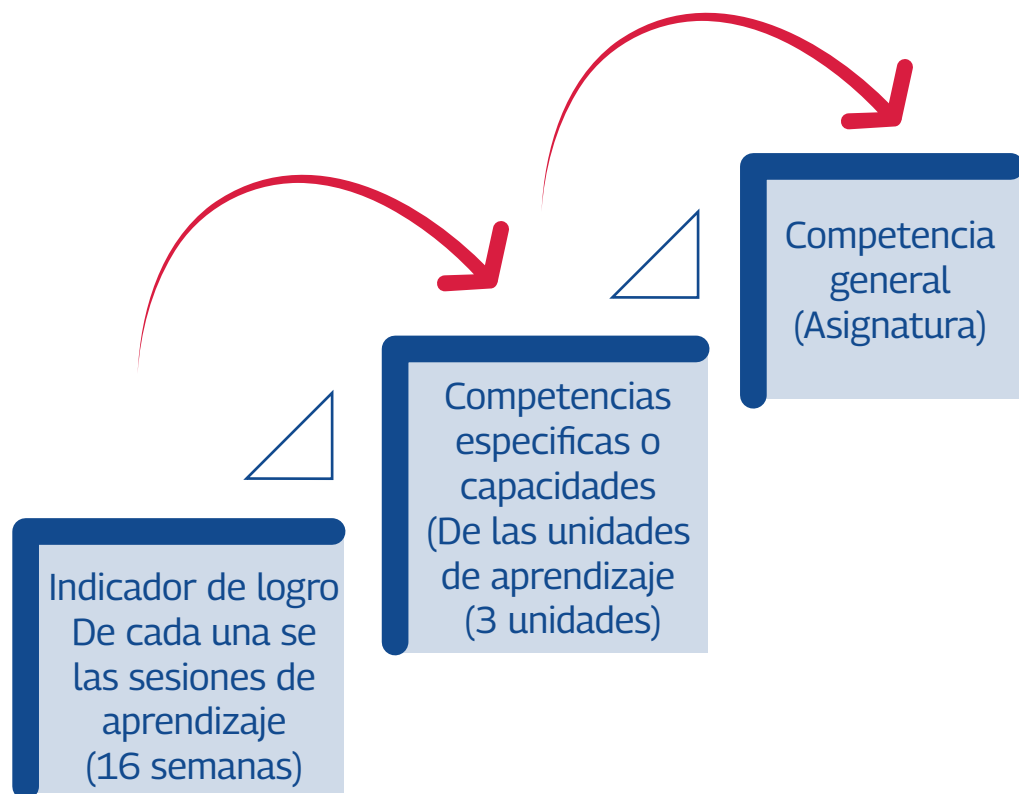 Indicador de logro
De cada una se
las sesiones de
aprendizaje
(16 semanas)
Competencias
especificas o
capacidades
(De las unidades
de aprendizaje
(3 unidades)
Competencia
general
(Asignatura)